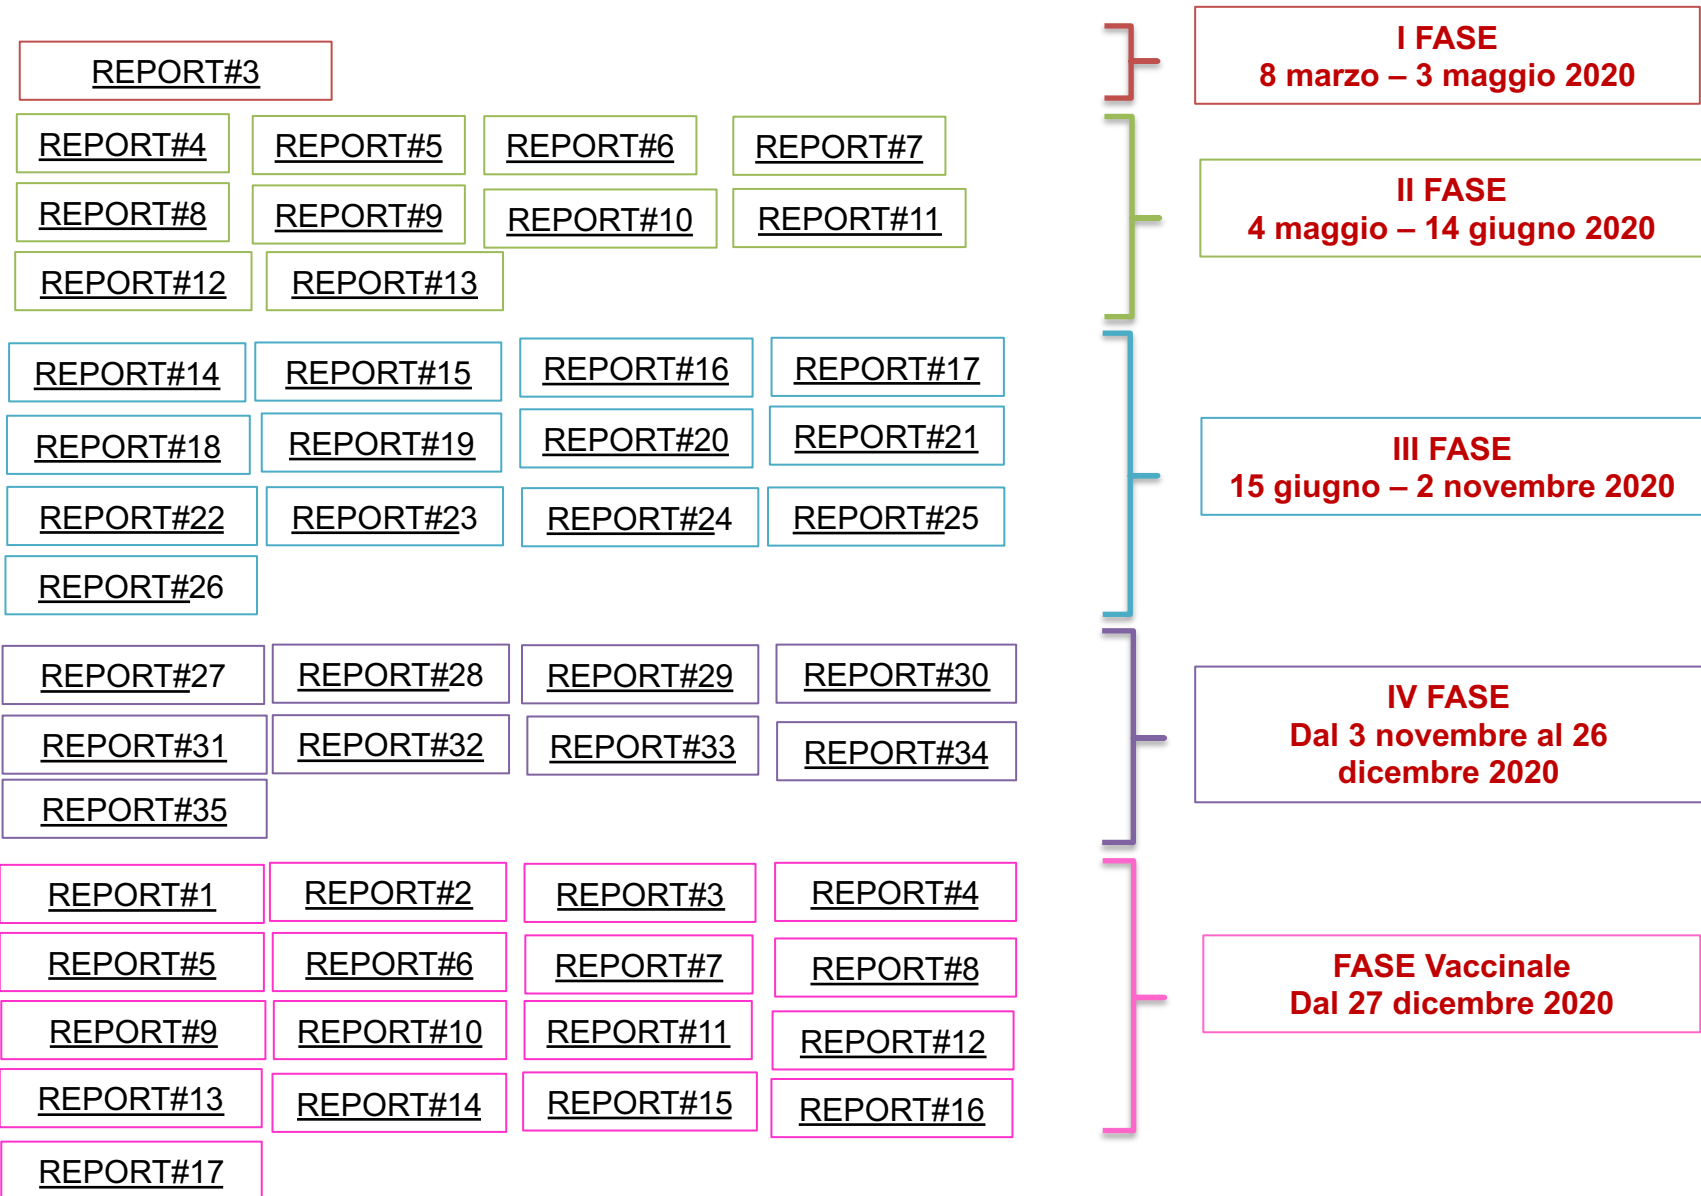 REPORT#3
I FASE
8 marzo – 3 maggio 2020
REPORT#4 REPORT#5 REPORT#6 REPORT#7
REPORT#8 REPORT#9 REPORT#10 REPORT#11
REPORT#12 REPORT#13
II FASE
4 maggio – 14 giugno 2020
REPORT#14 REPORT#15 REPORT#16 REPORT#17
REPORT#18 REPORT#19 REPORT#20 REPORT#21
REPORT#22 REPORT#23 REPORT#24 REPORT#25
REPORT#26
III FASE
15 giugno – 2 novembre 2020
REPORT#27 REPORT#28 REPORT#29 REPORT#30
REPORT#31 REPORT#32 REPORT#33 REPORT#34
REPORT#35
IV FASE
Dal 3 novembre al 26
dicembre 2020
REPORT#1 REPORT#2 REPORT#3 REPORT#4
REPORT#5 REPORT#6 REPORT#7 REPORT#8
REPORT#9 REPORT#10 REPORT#11 REPORT#12
REPORT#13 REPORT#14 REPORT#15 REPORT#16
REPORT#17
FASE Vaccinale
Dal 27 dicembre 2020